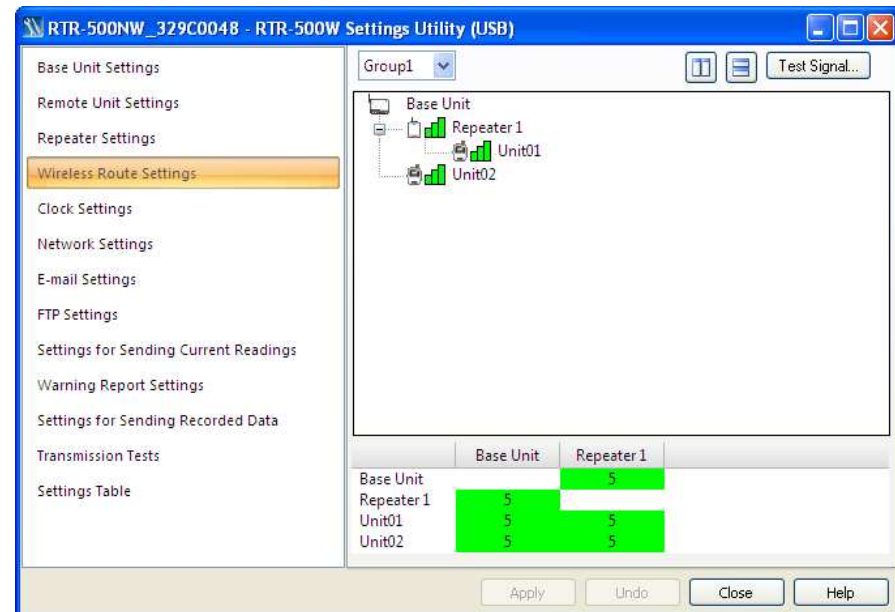 RTR-500NW_329C0048 - RTR-500W Settings Utility (USB)
Base Unit Settings
Remote Unit Settings
Repeater Settings
Wireless Route Settings
Clock Settings
Network Settings
E-mail Settings
FTP Settings
Settings for Sending Current Readings
Warning Report Settings
Settings for Sending Recorded Data
Transmission Tests
Settings Table
Group1 Test Signal...
Base Unit
Repeater 1
Unit01
Unit02
Base Unit Repeater 1
Base Unit 5
Repeater 1 5
Unit01 5 5
Unit02 5 5
Apply Undo Close Help